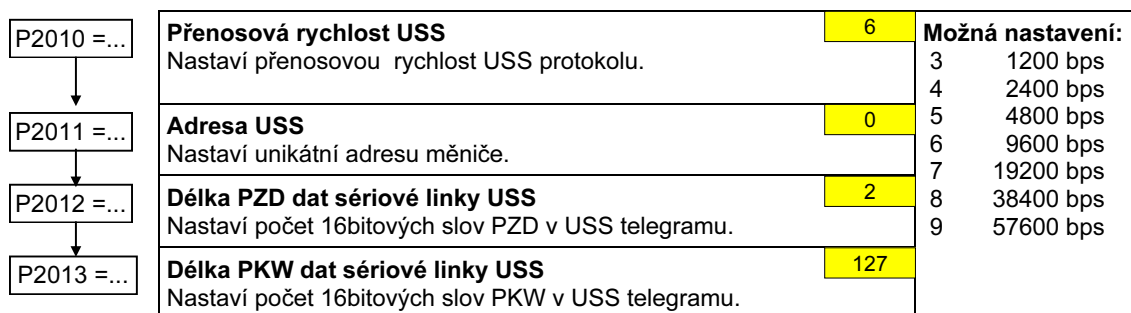 P2010 =...
Přenosová rychlost USS
6
Nastaví přenosovou rychlost USS protokolu.
P2011 =...
Adresa USS
0
Nastaví unikátní adresu měniče.
P2012 =...
Délka PZD dat sériové linky USS
2
Nastaví počet 16bitových slov PZD v USS telegramu.
P2013 =...
Délka PKW dat sériové linky USS
127
Nastaví počet 16bitových slov PKW v USS telegramu.
Možná nastavení:
3 1200 bps
4 2400 bps
5 4800 bps
6 9600 bps
7 19200 bps
8 38400 bps
9 57600 bps